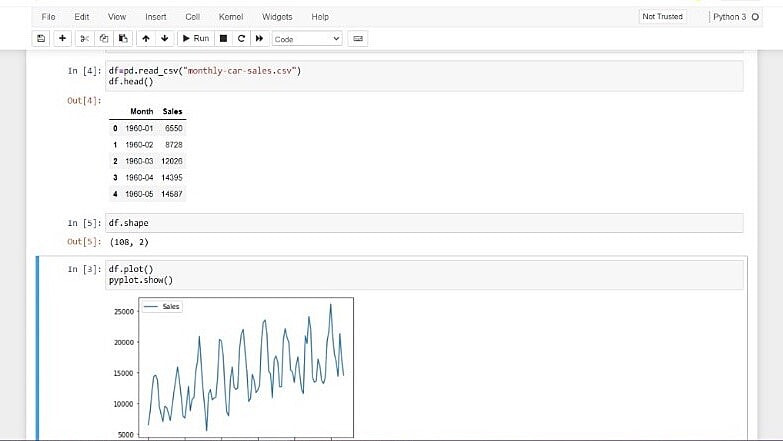 File Edit View Insert Cell Kernel Widgets Help Not Trusted Python 3
Run Code
In [4]: df=pd.read_csv("monthly-car-sales.csv")
df.head()
Out[4]:
Month Sales
0 1960-01 6550
1 1960-02 8728
2 1960-03 12026
3 1960-04 14395
4 1960-05 14587
In [5]: df.shape
Out[5]: (108, 2)
In [3]: df.plot()
pyplot.show()
Sales
25000
20000
15000
10000
5000